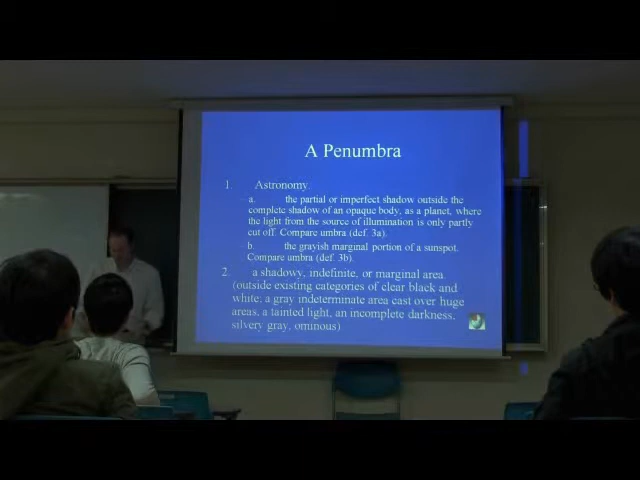 A Penumbra
1. Astronomy.
a. the partial or imperfect shadow outside the
complete shadow of an opaque body, as a planet, where
the light from the source of illumination is only partly
cut off. Compare umbra (def. 3a).
b. the grayish marginal portion of a sunspot.
Compare umbra (def. 3b).
2. a shadowy, indefinite, or marginal area.
(outside existing categories of clear black and
white; a gray indeterminate area cast over huge
areas, a tainted light, an incomplete darkness,
silvery gray, ominous)